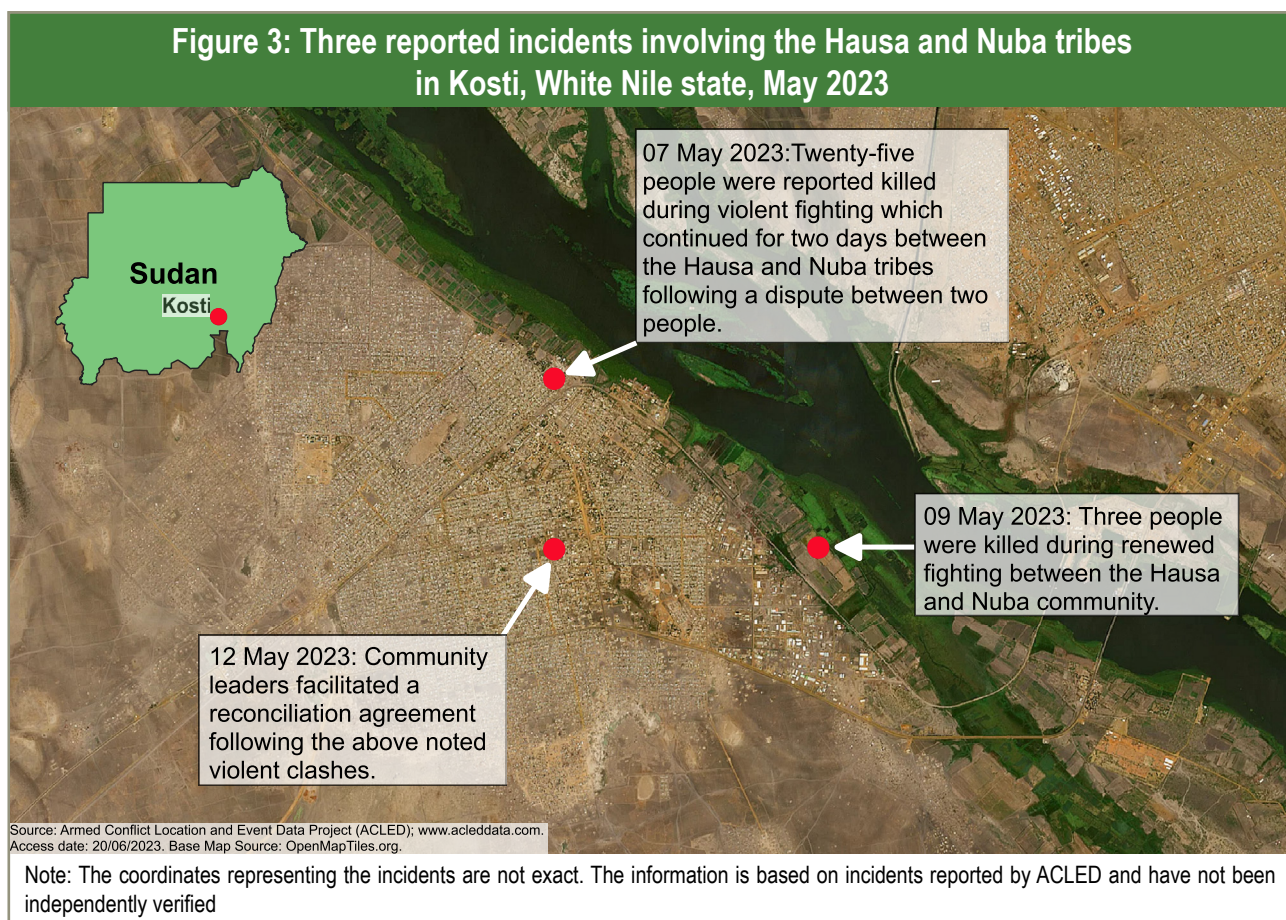 Figure 3: Three reported incidents involving the Hausa and Nuba tribes
in Kosti, White Nile state, May 2023
07 May 2023:Twenty-five
people were reported killed
during violent fighting which
continued for two days between
the Hausa and Nuba tribes
following a dispute between two
people.
Sudan
Kosti
09 May 2023: Three people
were killed during renewed
fighting between the Hausa
and Nuba community.
12 May 2023: Community
leaders facilitated a
reconciliation agreement
following the above noted
violent clashes.
Source: Armed Conflict Location and Event Data Project (ACLED); www.acleddata.com.
Access date: 20/06/2023. Base Map Source: OpenMapTiles.org.
Note: The coordinates representing the incidents are not exact. The information is based on incidents reported by ACLED and have not been
independently verified